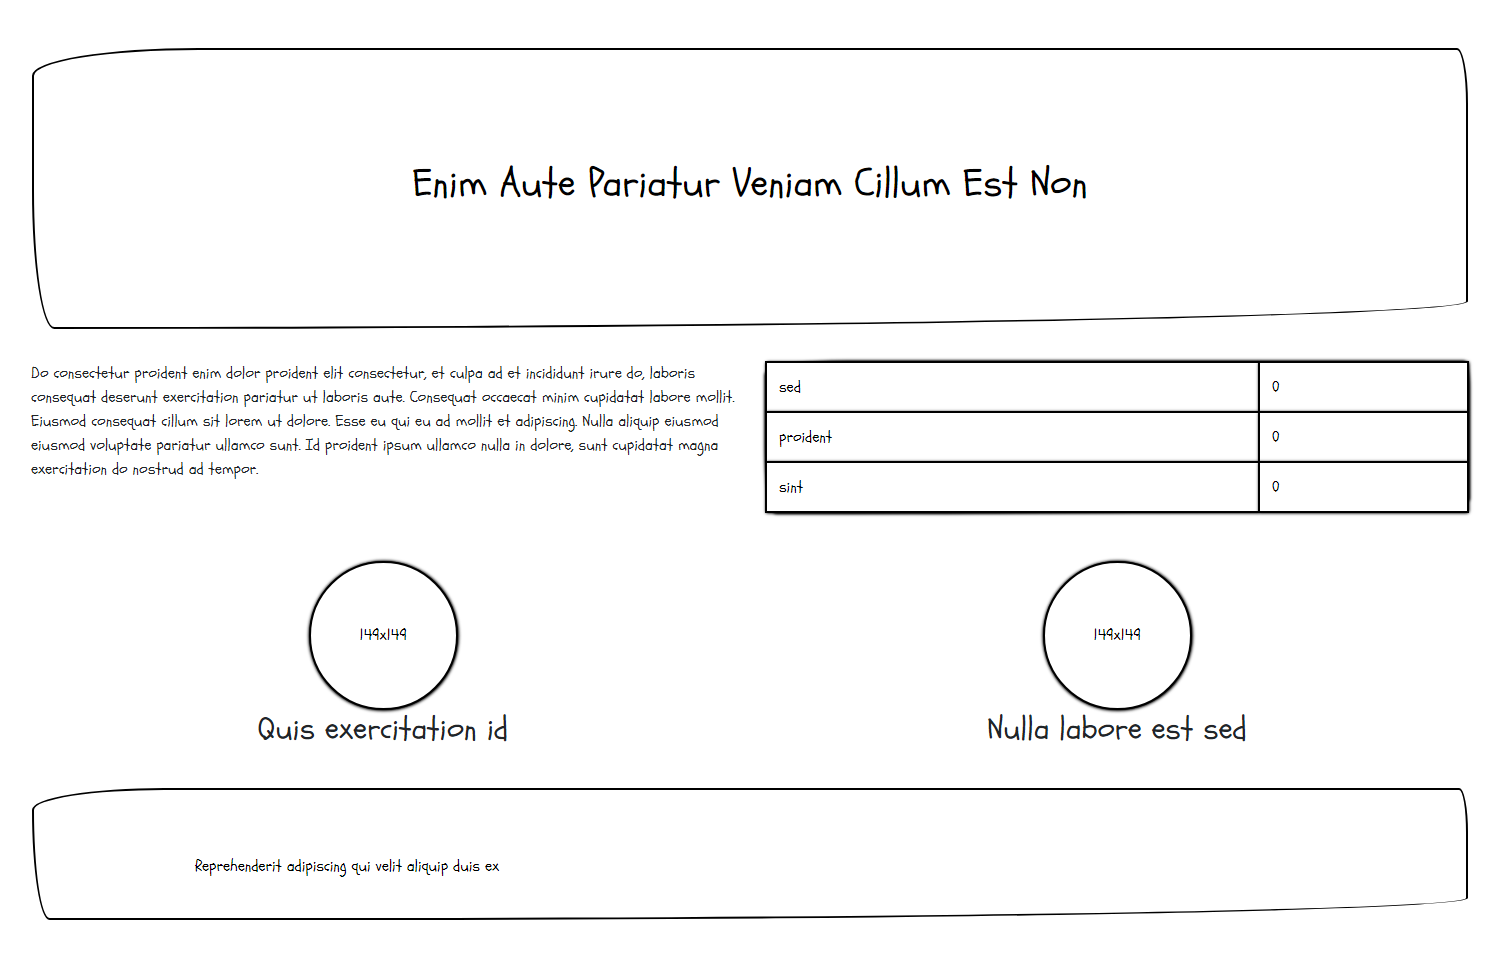 Enim Aute Pariatur Veniam Cillum Est Non
Do consectetur proident enim dolor proident elit consectetur, et culpa ad et incididunt irure do, laboris
consequat deserunt exercitation pariatur ut laboris aute. Consequat occaecat minim cupidatat labore mollit.
Eiusmod consequat cillum sit lorem ut dolore. Esse eu qui eu ad mollit et adipiscing. Nulla aliquip eiusmod
eiusmod voluptate pariatur ullamco sunt. Id proident ipsum ullamco nulla in dolore, sunt cupidatat magna
exercitation do nostrud ad tempor.
sed 0
proident 0
sint 0
149x149
Quis exercitation id
149x149
Nulla labore est sed
Reprehenderit adipiscing qui velit aliquip duis ex